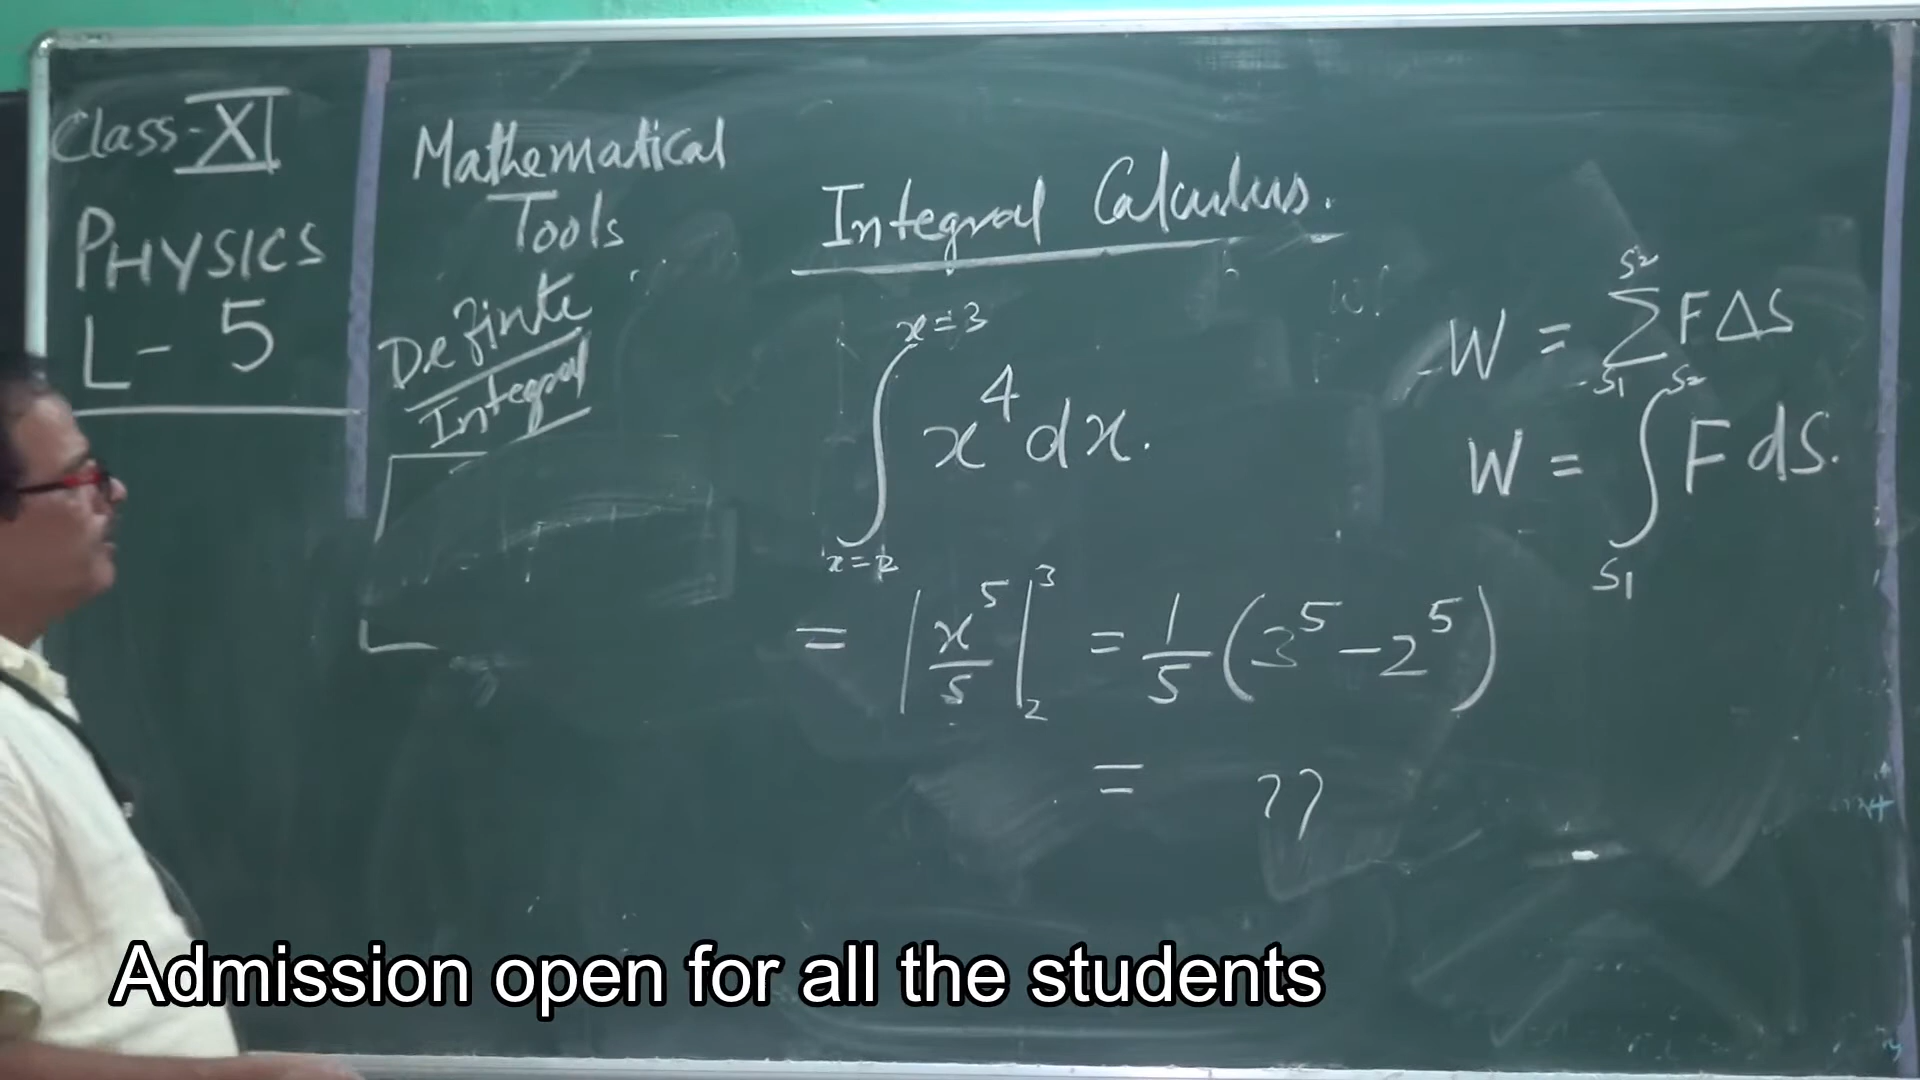 Class-XI
PHYSICS
L-5
Mathematical
Tools
Definte
Integral
Integral Calculus.
x=3
∫ x⁴ dx.
x=2
= |x⁵/5|₂³ = 1/5 (3⁵ - 2⁵)
= ??
S2
W = Σ F ΔS
S1
S2
W = ∫ F dS.
S1
Admission open for all the students